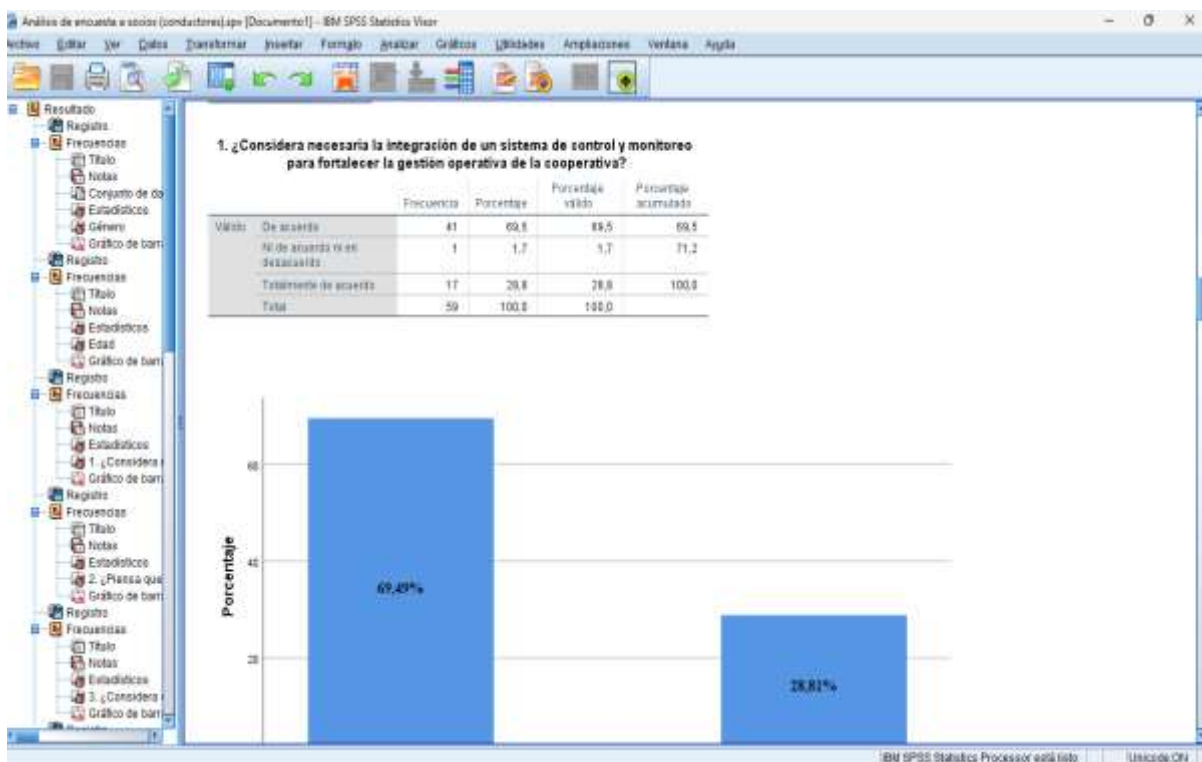 Análisis de encuesta a socios (conductores).spv [Documento1] - IBM SPSS Statistics Visor
Archivo Editar Ver Datos Transformar Insertar Formato Analizar Gráficos Utilidades Ampliaciones Ventana Ayuda
Resultado
Registro
Frecuencias
Título
Notas
Conjunto de da
Estadísticos
Género
Gráfico de barr
Registro
Frecuencias
Título
Notas
Estadísticos
Edad
Gráfico de barr
Registro
Frecuencias
Título
Notas
Estadísticos
1. ¿Considera
Gráfico de barr
Registro
Frecuencias
Título
Notas
Estadísticos
2. ¿Piensa que
Gráfico de barr
Registro
Frecuencias
Título
Notas
Estadísticos
3. ¿Considera
Gráfico de barr
1. ¿Considera necesaria la integración de un sistema de control y monitoreo
para fortalecer la gestión operativa de la cooperativa?
Frecuencia Porcentaje Porcentaje válido Porcentaje acumulado
Válido De acuerdo 41 69,5 69,5 69,5
Ni de acuerdo ni en desacuerdo 1 1,7 1,7 71,2
Totalmente de acuerdo 17 28,8 28,8 100,0
Total 59 100,0 100,0
Porcentaje
60
40
20
69,49%
28,81%
IBM SPSS Statistics Processor está listo
Unicode:ON